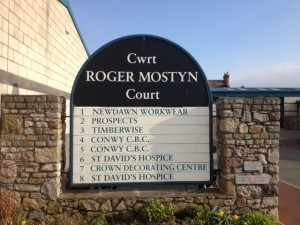 Cwrt
ROGER MOSTYN
Court
1 NEWDAWN WORKWEAR
2 PROSPECTS
3 TIMBERWISE
4 CONWY C.B.C.
5 CONWY C.B.C.
6 ST DAVID'S HOSPICE
7 CROWN DECORATING CENTRE
8 ST DAVID'S HOSPICE